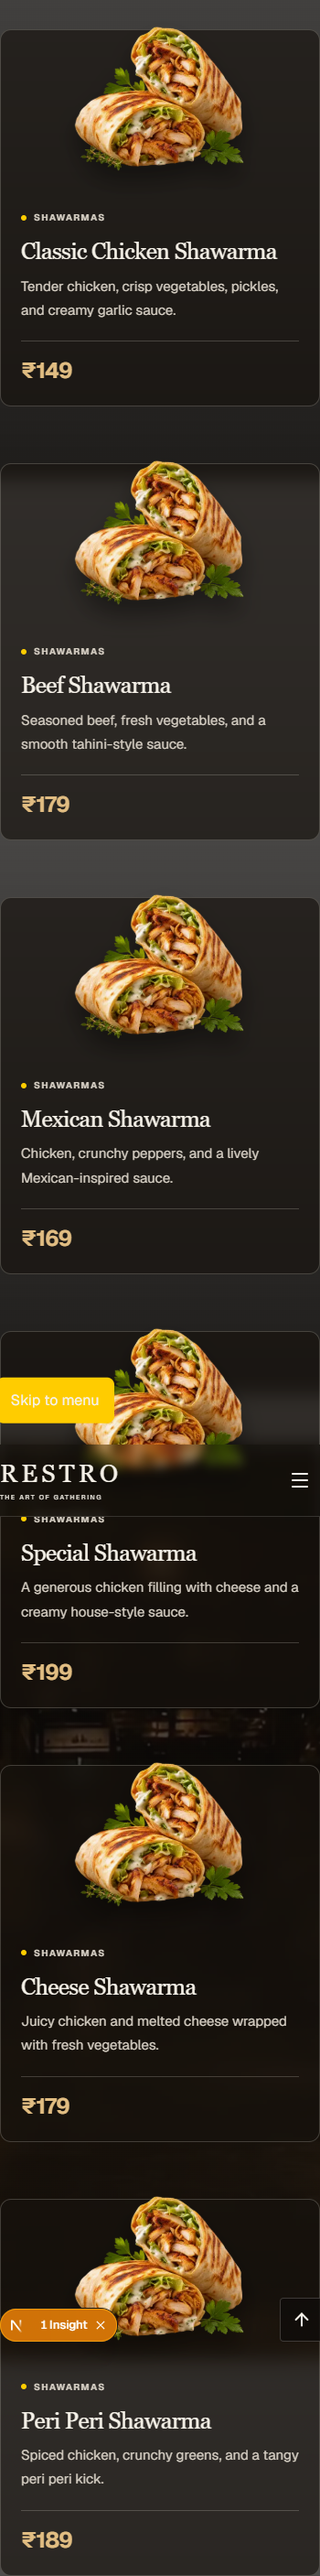 SHAWARMAS
Classic Chicken Shawarma
Tender chicken, crisp vegetables, pickles,
and creamy garlic sauce.
₹149
SHAWARMAS
Beef Shawarma
Seasoned beef, fresh vegetables, and a
smooth tahini-style sauce.
₹179
SHAWARMAS
Mexican Shawarma
Chicken, crunchy peppers, and a lively
Mexican-inspired sauce.
₹169
Skip to menu
RESTRO
THE ART OF GATHERING
SHAWARMAS
Special Shawarma
A generous chicken filling with cheese and a
creamy house-style sauce.
₹199
SHAWARMAS
Cheese Shawarma
Juicy chicken and melted cheese wrapped
with fresh vegetables.
₹179
N 1 Insight
SHAWARMAS
Peri Peri Shawarma
Spiced chicken, crunchy greens, and a tangy
peri peri kick.
₹189